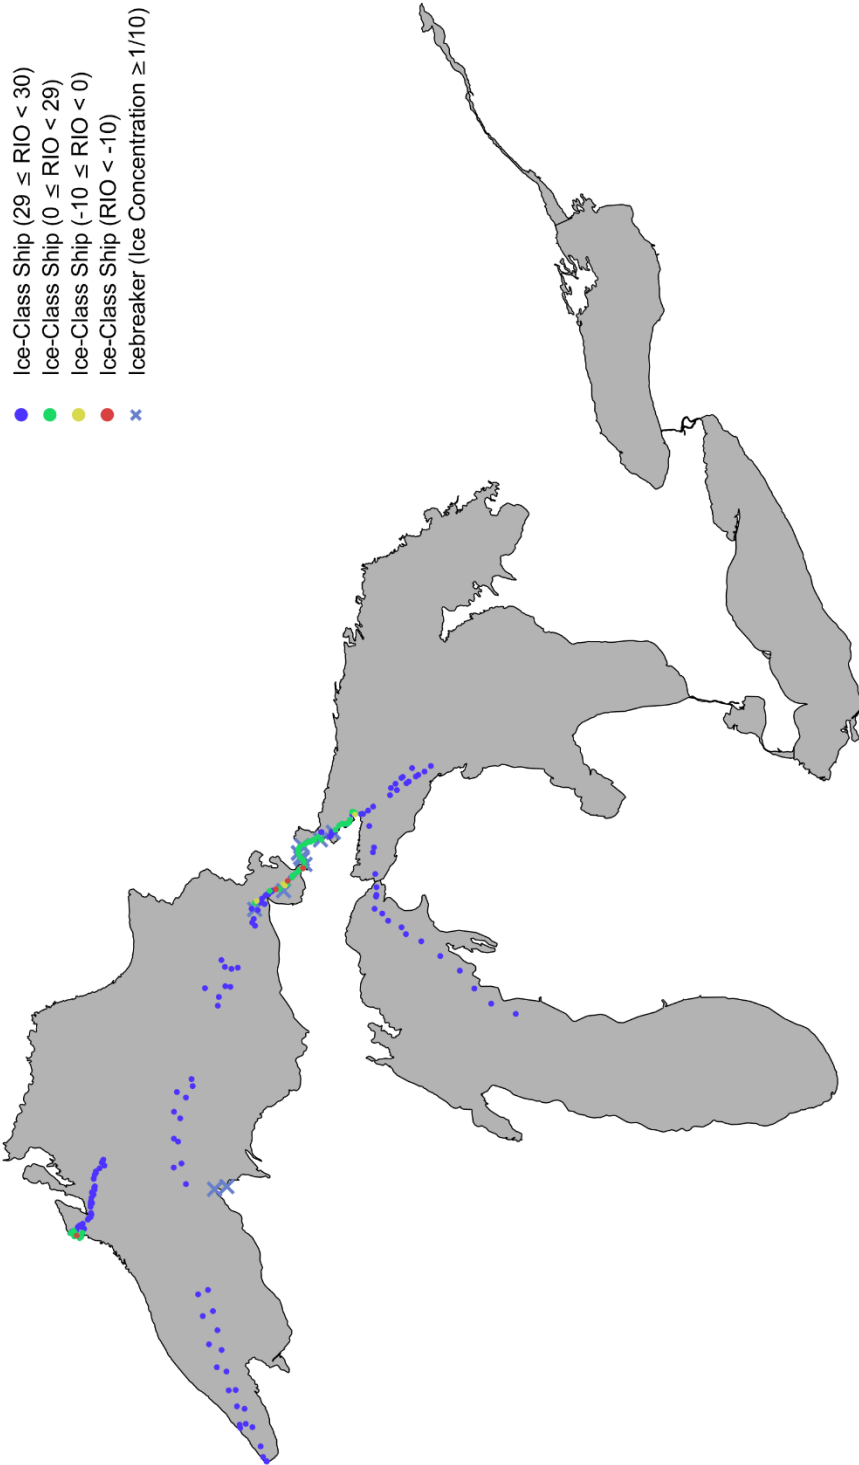 Ice-Class Ship (29 ≤ RIO < 30)
Ice-Class Ship (0 ≤ RIO < 29)
Ice-Class Ship (-10 ≤ RIO < 0)
Ice-Class Ship (RIO < -10)
Icebreaker (Ice Concentration ≥ 1/10)